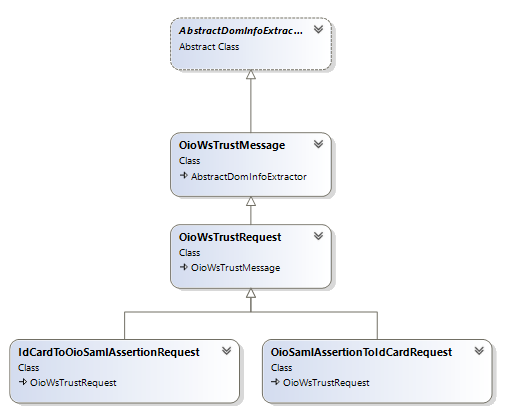 AbstractDomInfoExtrac...
Abstract Class
OioWsTrustMessage
Class
AbstractDomInfoExtractor
OioWsTrustRequest
Class
OioWsTrustMessage
IdCardToOioSamlAssertionRequest
Class
OioWsTrustRequest
OioSamlAssertionToIdCardRequest
Class
OioWsTrustRequest